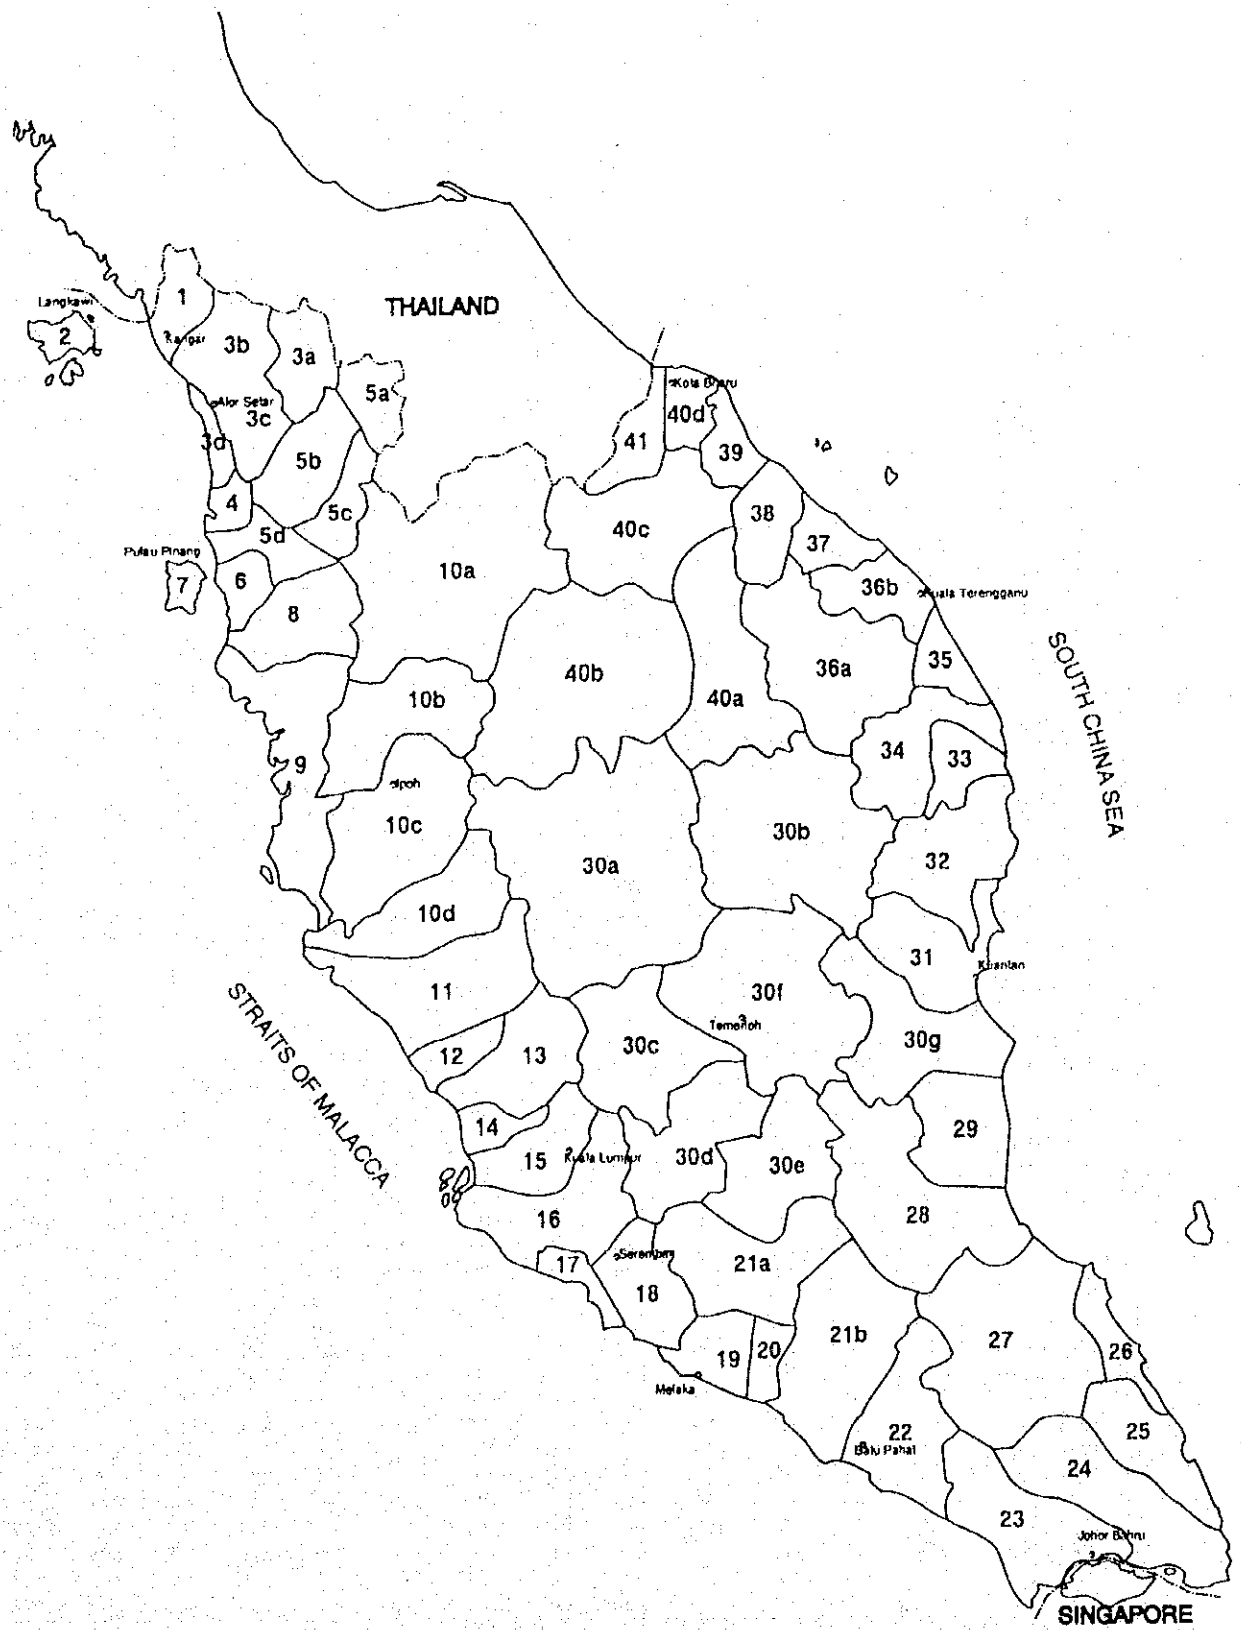 THAILAND
1
Langkawi
2
Kangar
3b
3a
5a
Alor Setar
3c
3d
5b
4
5c
5d
Pulau Pinang
7
6
8
Kota Bharu
40d
41
39
38
37
40c
10a
36b
Kuala Terengganu
35
36a
40a
40b
10b
34
33
9
Ipoh
10c
30b
30a
32
10d
31
Kuantan
11
30f
Temerloh
30g
30c
12
13
14
15
Kuala Lumpur
30d
30e
29
28
16
17
Seremban
18
21a
27
26
21b
19
20
Melaka
22
Batu Pahat
25
24
23
Johor Bahru
SINGAPORE
SOUTH CHINA SEA
STRAITS OF MALACCA